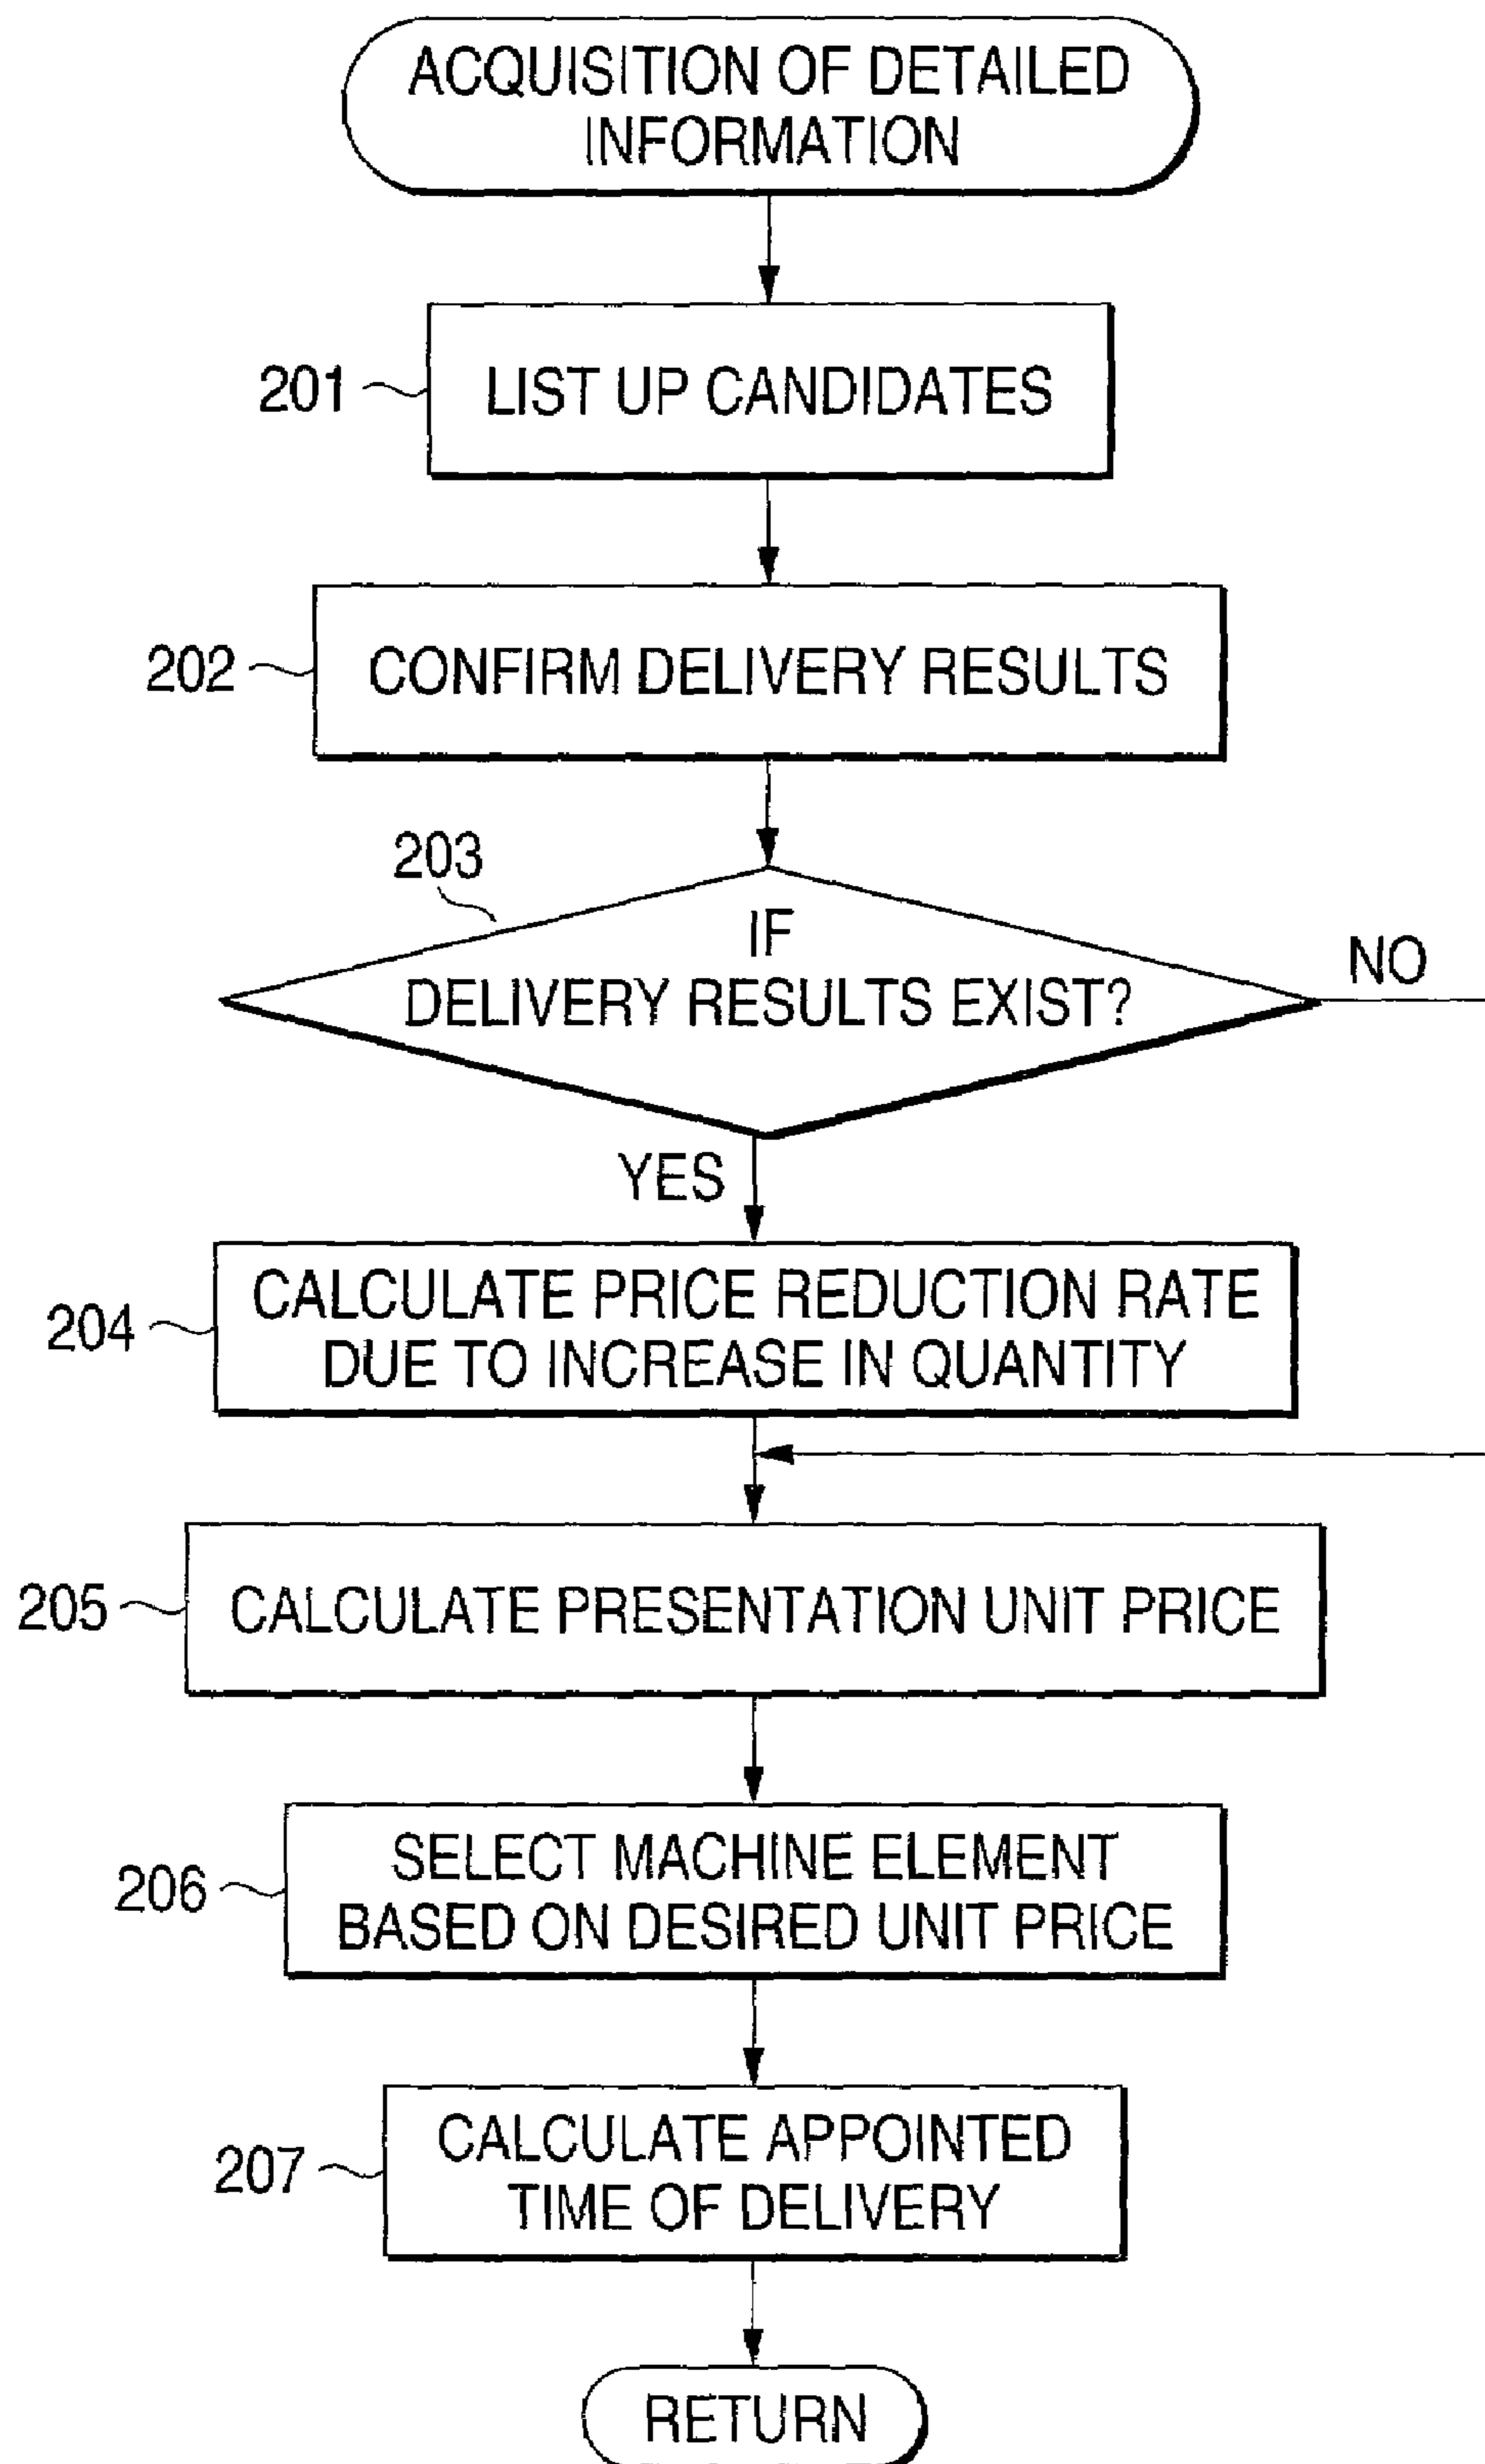 ACQUISITION OF DETAILED
INFORMATION
201
LIST UP CANDIDATES
202
CONFIRM DELIVERY RESULTS
203
IF
DELIVERY RESULTS EXIST?
NO
YES
204
CALCULATE PRICE REDUCTION RATE
DUE TO INCREASE IN QUANTITY
205
CALCULATE PRESENTATION UNIT PRICE
206
SELECT MACHINE ELEMENT
BASED ON DESIRED UNIT PRICE
207
CALCULATE APPOINTED
TIME OF DELIVERY
RETURN